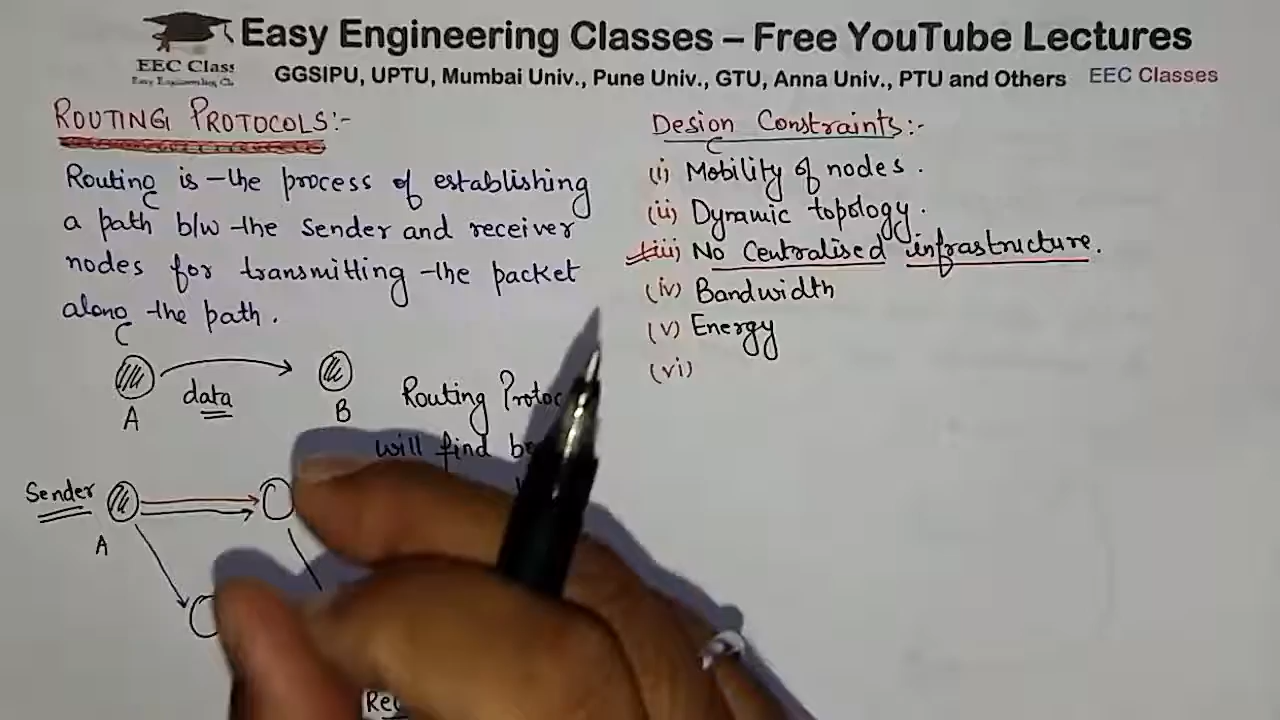 Easy Engineering Classes – Free YouTube Lectures
EEC Class
GGSIPU, UPTU, Mumbai Univ., Pune Univ., GTU, Anna Univ., PTU and Others
EEC Classes
ROUTING PROTOCOLS:-
Routing is the process of establishing
a path b/w the Sender and receiver
nodes for transmitting the packet
along the path.
data
A
B
Routing
will find
Sender
A
Design Constraints:-
(i) Mobility of nodes.
(ii) Dynamic topology.
(iii) No Centralised infrastructure.
(iv) Bandwidth
(v) Energy
(vi)